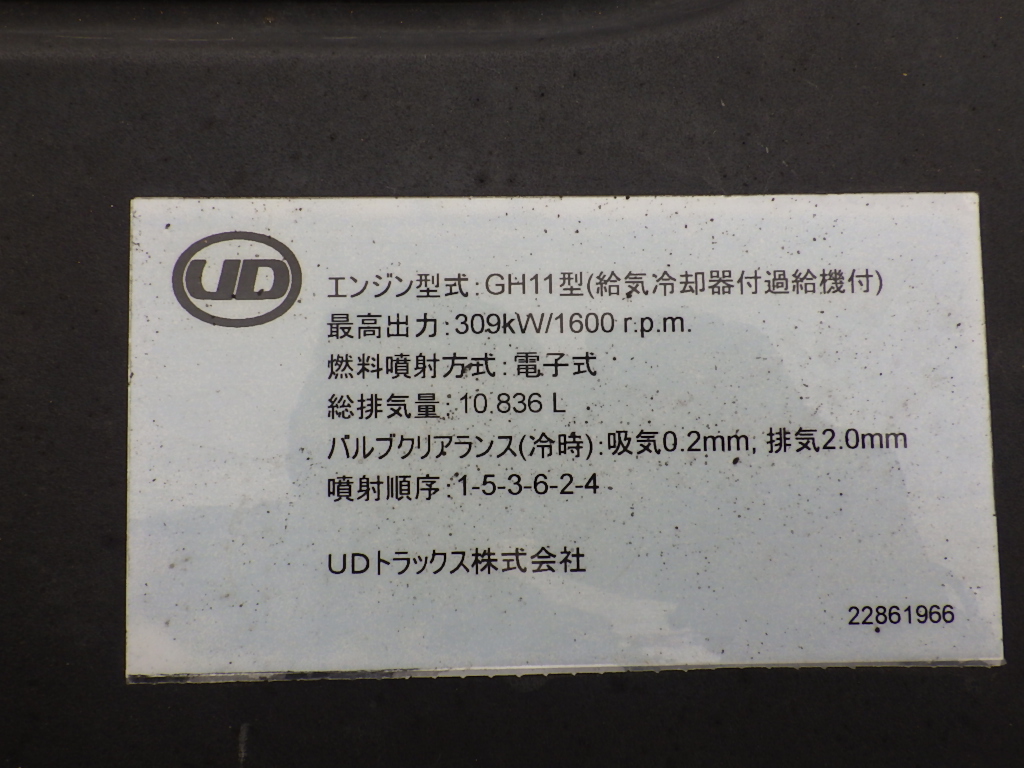 UD
エンジン型式:GH11型(給気冷却器付過給機付)
最高出力:309kW/1600 r.p.m.
燃料噴射方式:電子式
総排気量:10.836 L
バルブクリアランス(冷時):吸気0.2mm, 排気2.0mm
噴射順序:1-5-3-6-2-4
UDトラックス株式会社
22861966